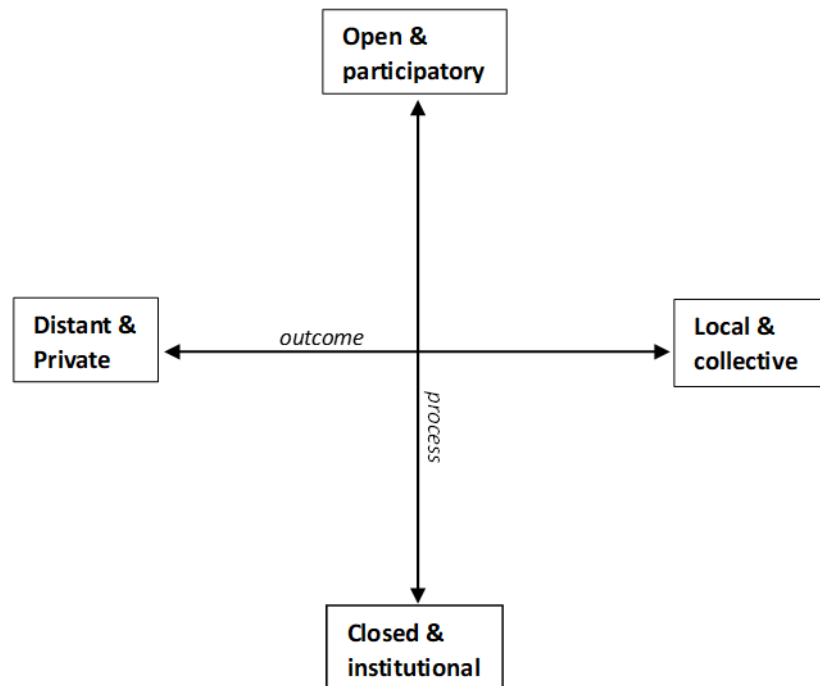 Open &
participatory
Distant &
Private
outcome
Local &
collective
process
Closed &
institutional